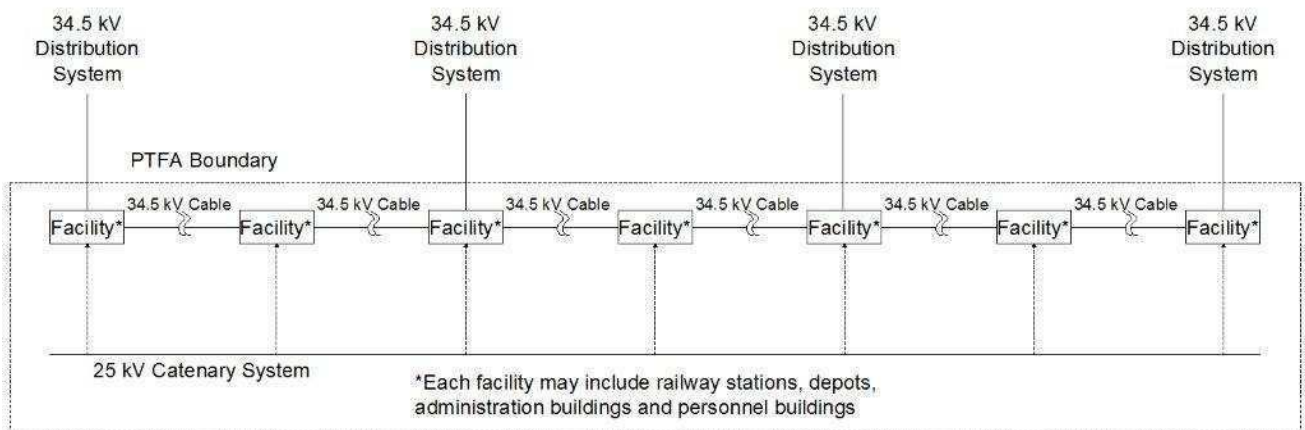 34.5 kV
Distribution
System
34.5 kV
Distribution
System
34.5 kV
Distribution
System
34.5 kV
Distribution
System
PTFA Boundary
34.5 kV Cable
34.5 kV Cable
34.5 kV Cable
34.5 kV Cable
34.5 kV Cable
34.5 kV Cable
Facility*
Facility*
Facility*
Facility*
Facility*
Facility*
Facility*
25 kV Catenary System
*Each facility may include railway stations, depots,
administration buildings and personnel buildings